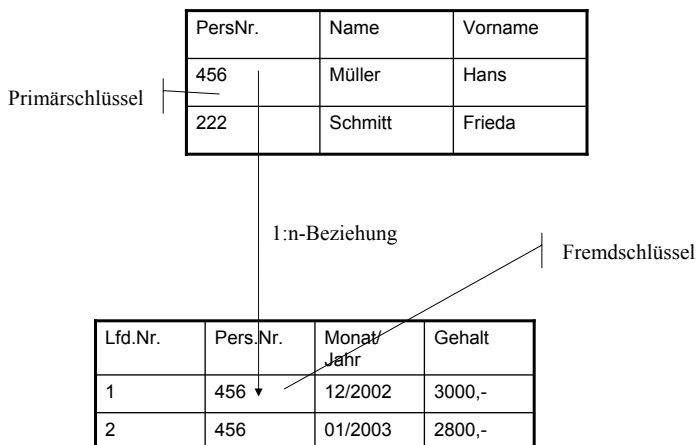 PersNr. Name Vorname
456 Müller Hans
Primärschlüssel
222 Schmitt Frieda
1:n-Beziehung
Fremdschlüssel
Lfd.Nr. Pers.Nr. Monat/ Gehalt
Jahr
1 456 12/2002 3000,-
2 456 01/2003 2800,-